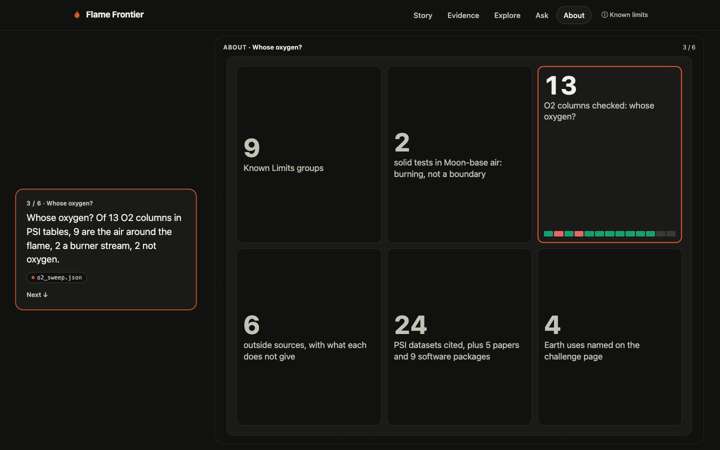 Flame Frontier
Story
Evidence
Explore
Ask
About
Known limits
ABOUT · Whose oxygen?
3 / 6
3 / 6 · Whose oxygen?
Whose oxygen? Of 13 O2 columns in
PSI tables, 9 are the air around the
flame, 2 a burner stream, 2 not
oxygen.
o2_sweep.json
Next ↓
9
Known Limits groups
2
solid tests in Moon-base air:
burning, not a boundary
13
O2 columns checked: whose
oxygen?
6
outside sources, with what each
does not give
24
PSI datasets cited, plus 5 papers
and 9 software packages
4
Earth uses named on the
challenge page